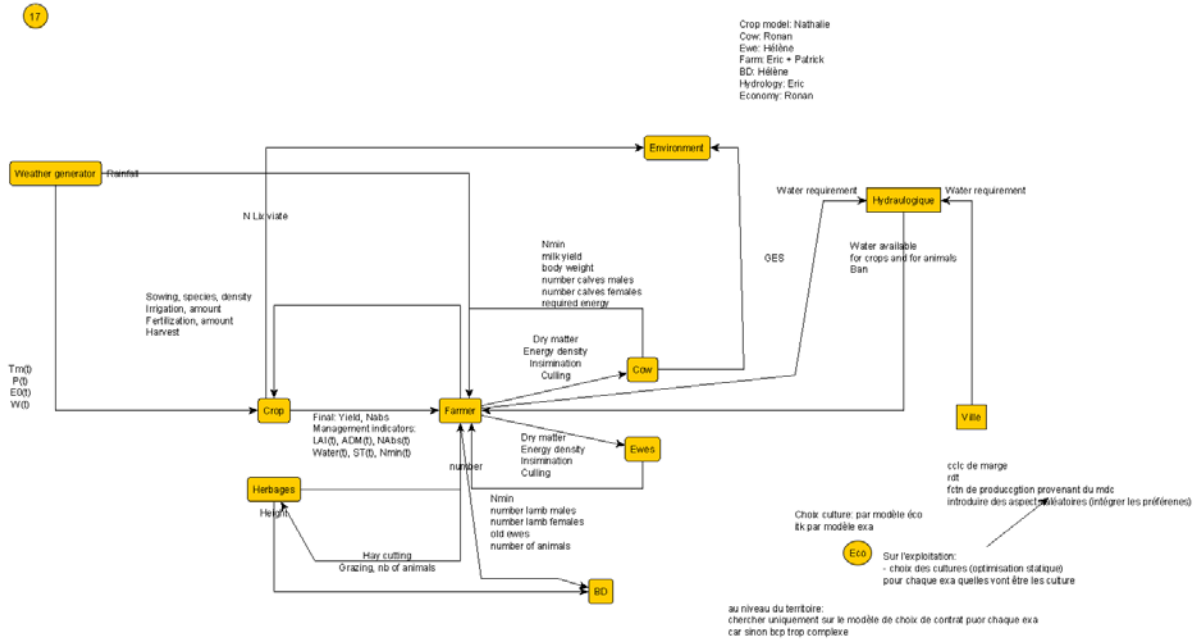 17
Crop model: Nathalie
Cow: Ronan
Ewe: Hélène
Farm: Eric + Patrick
BD: Hélène
Hydrology: Eric
Economy: Ronan
Environment
Weather generator
Rainfall
Water requirement
Hydraulogique
Water requirement
N Lixiviate
Nmin
milk yield
body weight
number calves males
number calves females
required energy
GES
Water available
for crops and for animals
Ban
Sowing, species, density
Irrigation, amount
Fertilization, amount
Harvest
Dry matter
Energy density
Insimination
Culling
Cow
Tm(t)
P(t)
E0(t)
W(t)
Crop
Farmer
Ville
Final: Yield, Nabs
Management indicators:
LAI(t), ADM(t), NAbs(t)
Water(t), ST(t), Nmin(t)
Dry matter
Energy density
Insimination
Culling
Ewes
number
Herbages
Height
Nmin
number lamb males
number lamb females
old ewes
number of animals
cclc de marge
rdt
fctn de produccgtion provenant du mdc
introduire des aspect aléatoires (intégrer les préférenes)
Choix culture: par modèle éco
itk par modèle exa
Hay cutting
Grazing, nb of animals
Eco
Sur l'exploitation:
- choix des cultures (optimisation statique)
pour chaque exa quelles vont être les culture
BD
au niveau du territoire:
chercher uniquement sur le modèle de choix de contrat puor chaque exa
car sinon bcp trop complexe